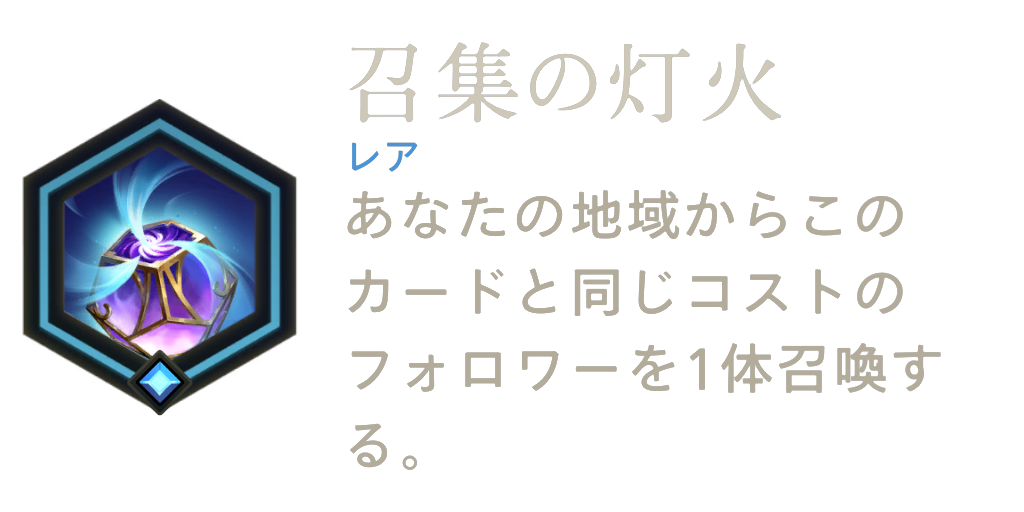 召集の灯火
レア
あなたの地域からこの
カードと同じコストの
フォロワーを1体召喚す
る。